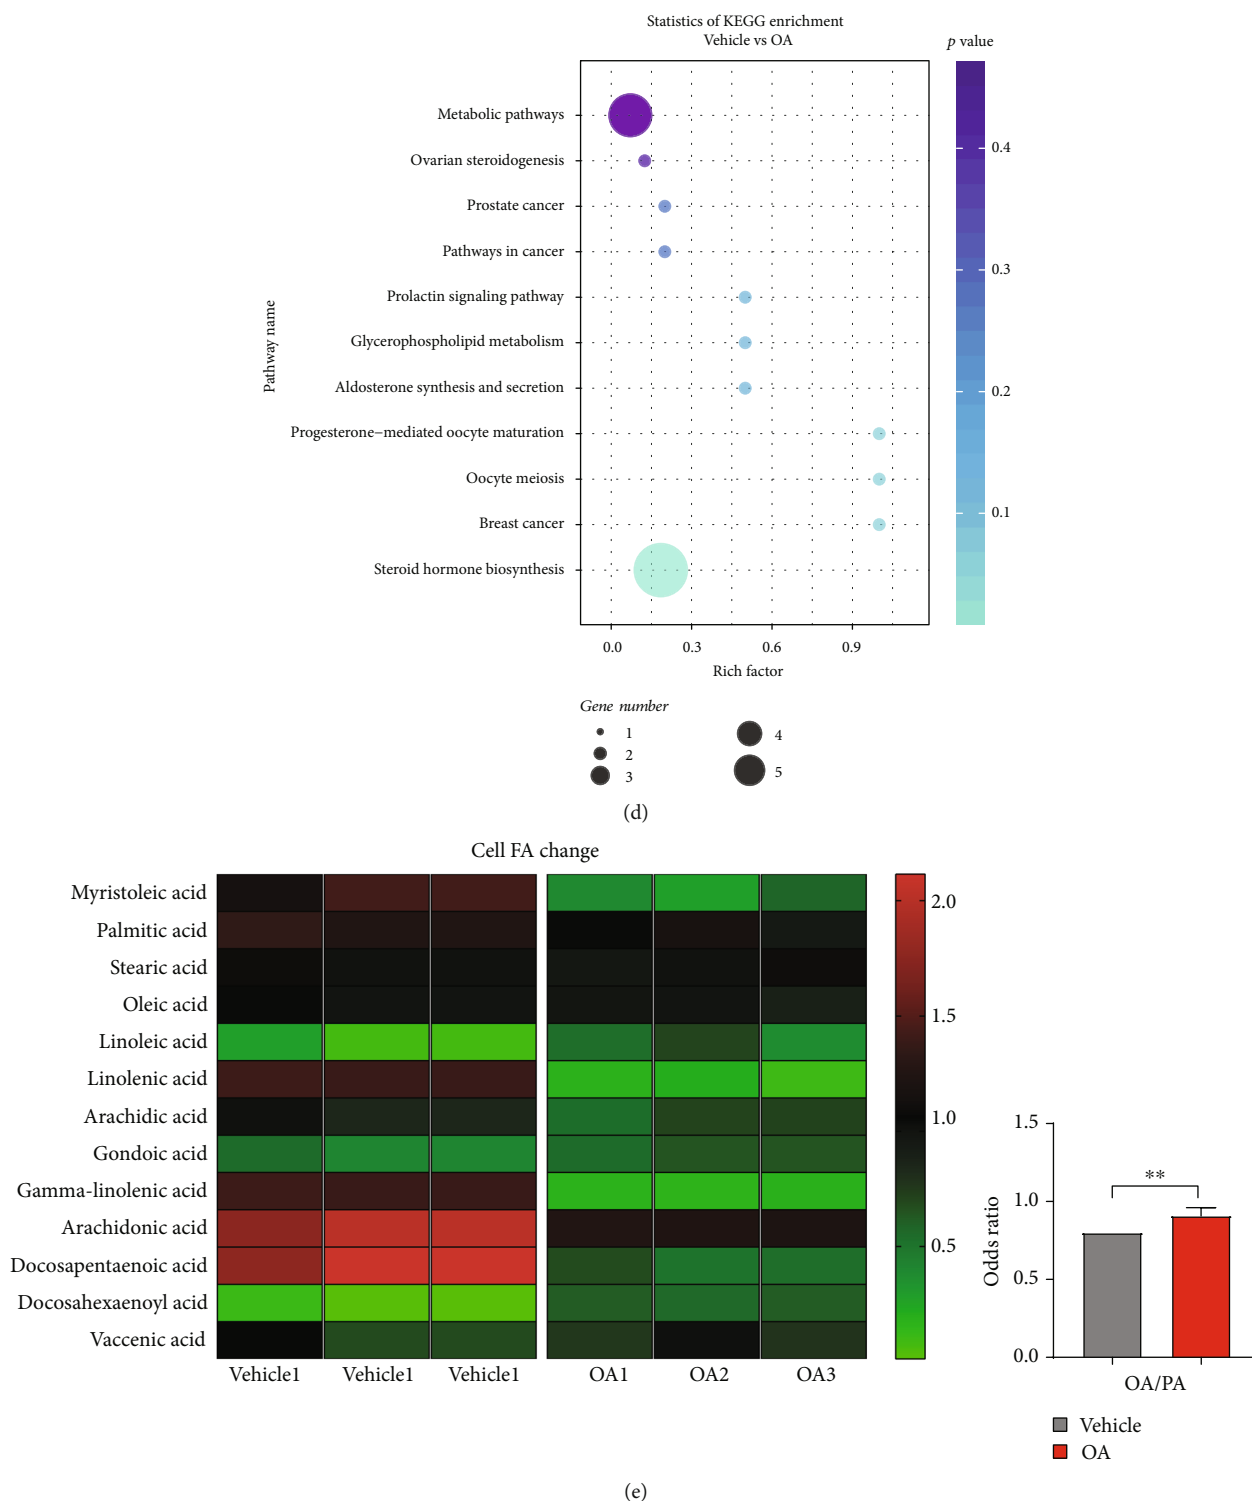 Statistics of KEGG enrichment
Vehicle vs OA
p value
Metabolic pathways
Ovarian steroidogenesis
Prostate cancer
Pathways in cancer
Prolactin signaling pathway
Glycerophospholipid metabolism
Aldosterone synthesis and secretion
Progesterone−mediated oocyte maturation
Oocyte meiosis
Breast cancer
Steroid hormone biosynthesis
Pathway name
0.4
0.3
0.2
0.1
0.0 0.3 0.6 0.9
Rich factor
Gene number
1 4
2
3 5
(d)
Cell FA change
Myristoleic acid
Palmitic acid
Stearic acid
Oleic acid
Linoleic acid
Linolenic acid
Arachidic acid
Gondoic acid
Gamma-linolenic acid
Arachidonic acid
Docosapentaenoic acid
Docosahexaenoyl acid
Vaccenic acid
Vehicle1 Vehicle1 Vehicle1 OA1 OA2 OA3
2.0
1.5
1.0
0.5
1.5
1.0
0.5
0.0
Odds ratio
**
OA/PA
Vehicle
OA
(e)